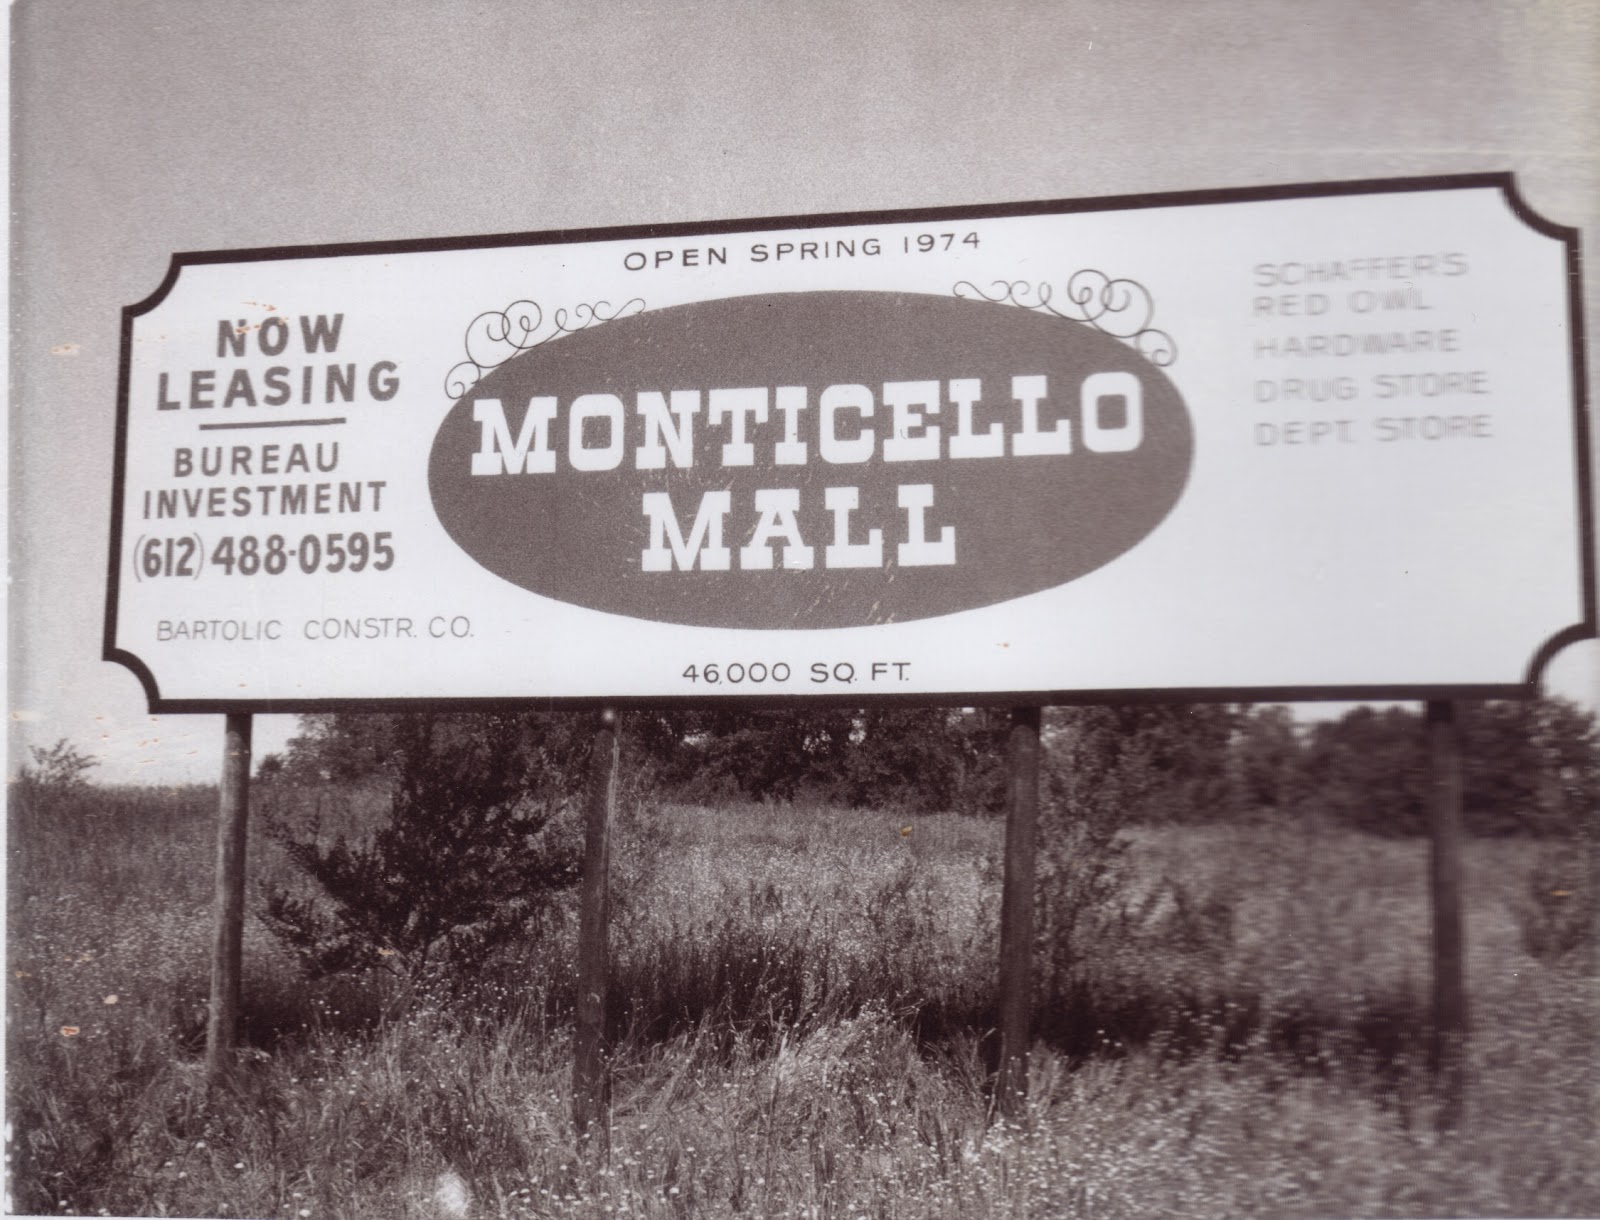 OPEN SPRING 1974
NOW
LEASING
BUREAU
INVESTMENT
(612) 488-0595
BARTOLIC CONSTR. CO.
MONTICELLO
MALL
46,000 SQ. FT.
SCHAFFER'S
RED OWL
HARDWARE
DRUG STORE
DEPT. STORE